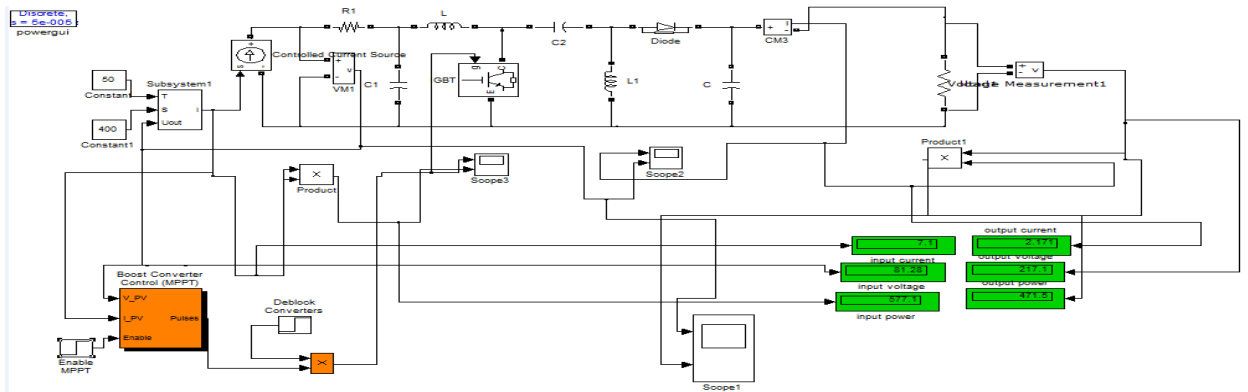 Discrete,
s = 5e-005 s
powergui
R1
L
C2
Diode
CM3
Controlled Current Source
VM1
C1
GBT
g
C
E
L1
C
Voltage Measurement1
50
Constant
400
Constant1
Subsystem1
T
S
Uout
i
Product
Scope3
Scope2
Product1
7.1
input current
81.28
input voltage
577.1
input power
output current
2.171
output voltage
217.1
output power
471.5
Boost Converter
Control (MPPT)
V_PV
I_PV
Enable
Pulses
Enable
MPPT
Deblock
Converters
Scope1